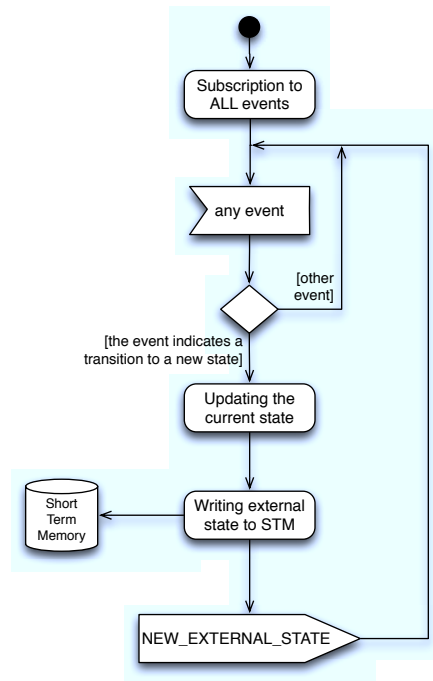 Subscription to
ALL events
any event
[other
event]
[the event indicates a
transition to a new state]
Updating the
current state
Writing external
state to STM
Short
Term
Memory
NEW_EXTERNAL_STATE